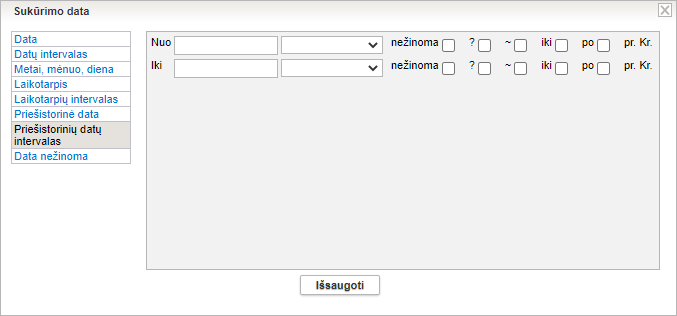 Sukūrimo data
Data
Datų intervalas
Metai, mėnuo, diena
Laikotarpis
Laikotarpių intervalas
Priešistorinė data
Priešistorinių datų
intervalas
Data nežinoma
Nuo nežinoma ? ~ iki po pr. Kr.
Iki nežinoma ? ~ iki po pr. Kr.
Išsaugoti